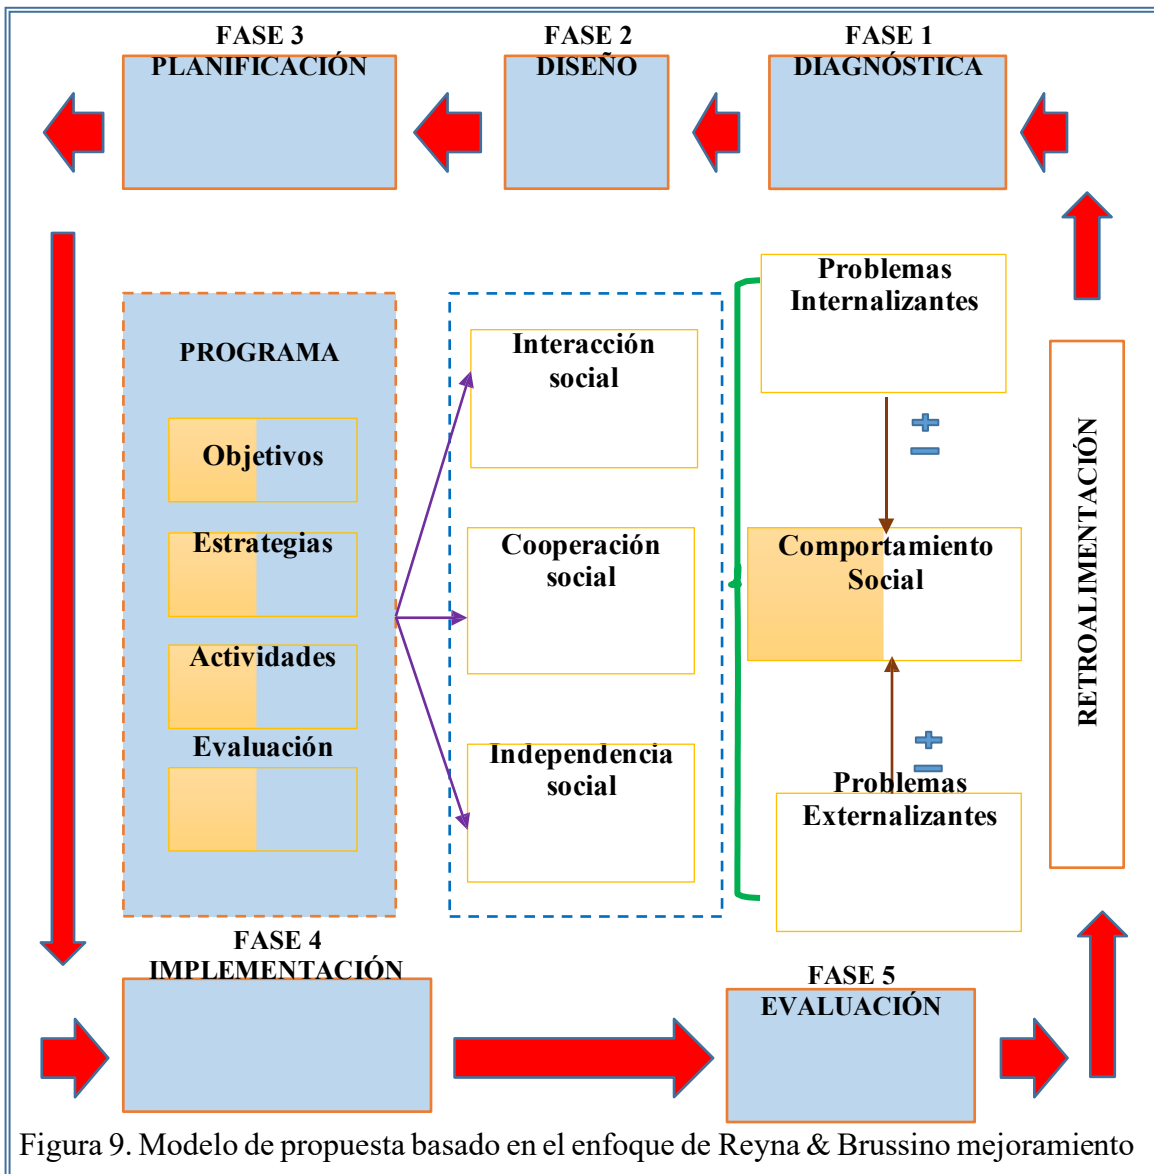 FASE 3
PLANIFICACIÓN
FASE 2
DISEÑO
FASE 1
DIAGNÓSTICA
PROGRAMA
Objetivos
Estrategias
Actividades
Evaluación
Interacción
social
Cooperación
social
Independencia
social
Problemas
Internalizantes
+
-
Comportamiento
Social
+
-
Problemas
Externalizantes
RETROALIMENTACIÓN
FASE 4
IMPLEMENTACIÓN
FASE 5
EVALUACIÓN
Figura 9. Modelo de propuesta basado en el enfoque de Reyna & Brussino mejoramiento